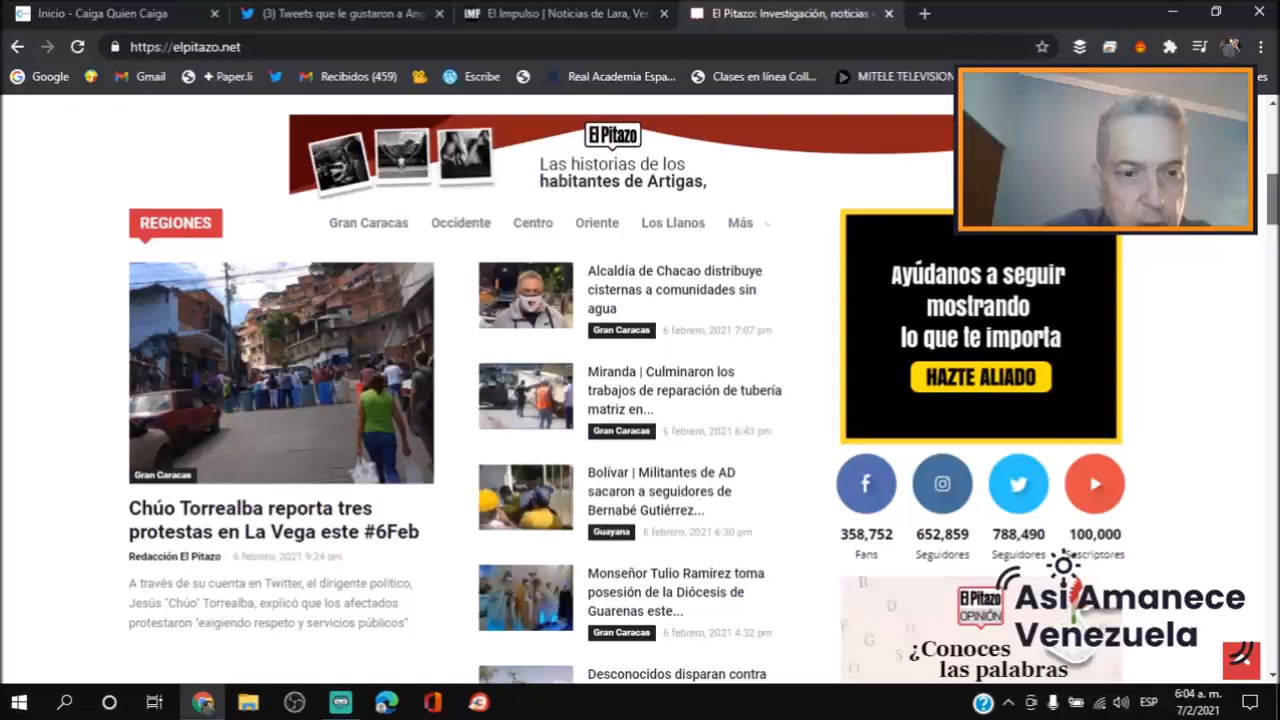 Inicio - Caiga Quien Caiga
(3) Tweets que le gustaron a Ang
El Impulso | Noticias de Lara, Ve
El Pitazo: Investigación, noticias e
https://elpitazo.net
Google
Gmail
+ Paper.li
Recibidos (459)
Escribe
Real Academia Espa...
Clases en línea Coll...
MITELE TELEVISION
es
El Pitazo
Las historias de los
habitantes de Artigas,
REGIONES
Gran Caracas
Occidente
Centro
Oriente
Los Llanos
Más
Gran Caracas
Chúo Torrealba reporta tres
protestas en La Vega este #6Feb
Redacción El Pitazo - 6 febrero, 2021 9:24 pm
A través de su cuenta en Twitter, el dirigente político,
Jesús "Chúo" Torrealba, explicó que los afectados
protestaron "exigiendo respeto y servicios públicos"
Alcaldía de Chacao distribuye
cisternas a comunidades sin
agua
Gran Caracas 6 febrero, 2021 7:07 pm
Miranda | Culminaron los
trabajos de reparación de tubería
matriz en...
Gran Caracas 6 febrero, 2021 6:43 pm
Bolívar | Militantes de AD
sacaron a seguidores de
Bernabé Gutiérrez...
Guayana 6 febrero, 2021 6:30 pm
Monseñor Tulio Ramírez toma
posesión de la Diócesis de
Guarenas este...
Gran Caracas 6 febrero, 2021 4:32 pm
Desconocidos disparan contra
Ayúdanos a seguir
mostrando
lo que te importa
HAZTE ALIADO
358,752
Fans
652,859
Seguidores
788,490
Seguidores
100,000
Suscriptores
El Pitazo
OPINIÓN
¿Conoces
las palabras
Asi Amanece
Venezuela
ESP
6:04 a. m.
7/2/2021